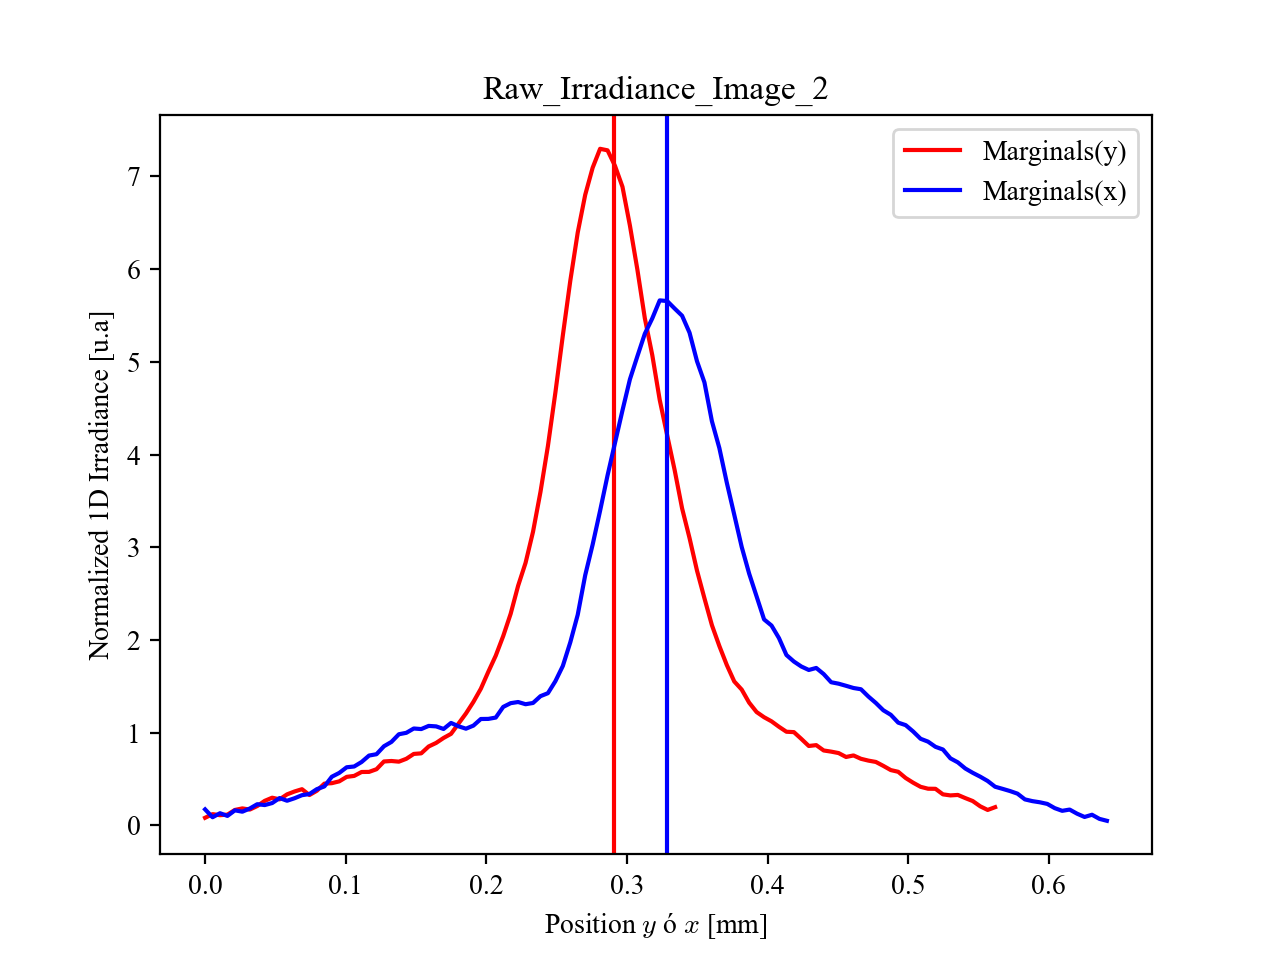 Raw_Irradiance_Image_2
Marginals(y)
Marginals(x)
Normalized 1D Irradiance [u.a]
7
6
5
4
3
2
1
0
0.0 0.1 0.2 0.3 0.4 0.5 0.6
Position y ó x [mm]